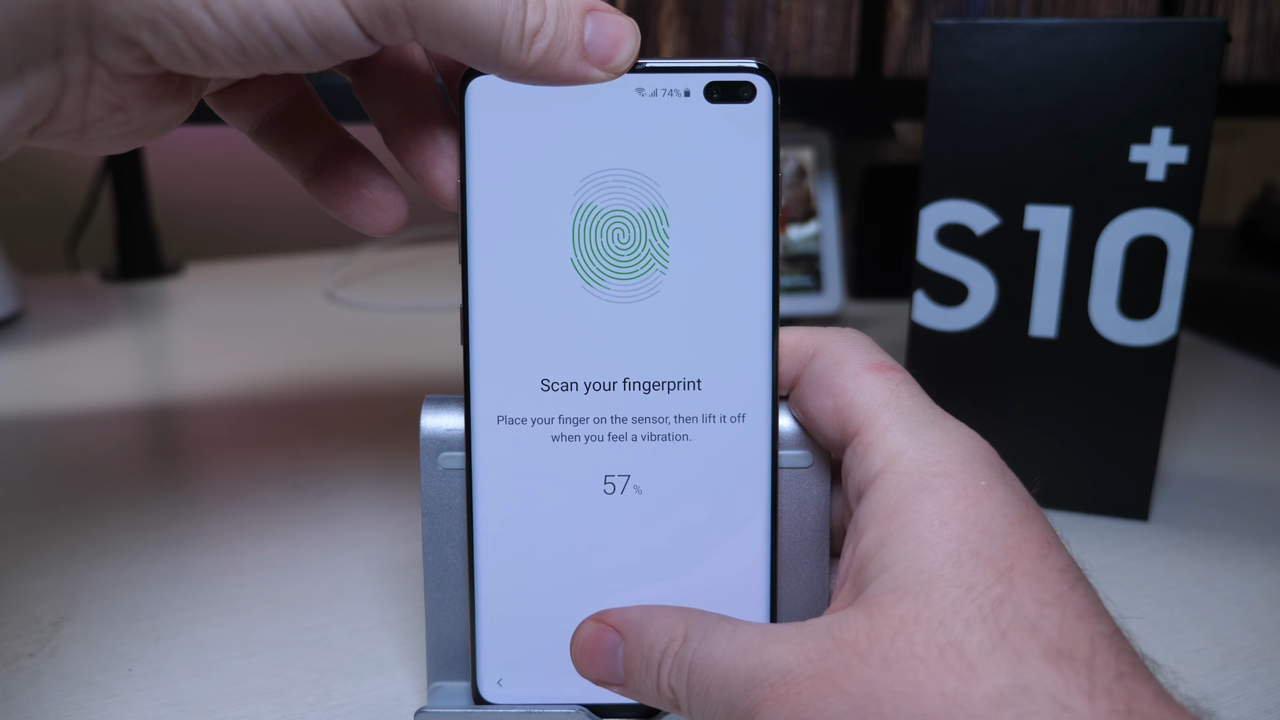 74%
+
S10
Scan your fingerprint
Place your finger on the sensor, then lift it off
when you feel a vibration.
57%